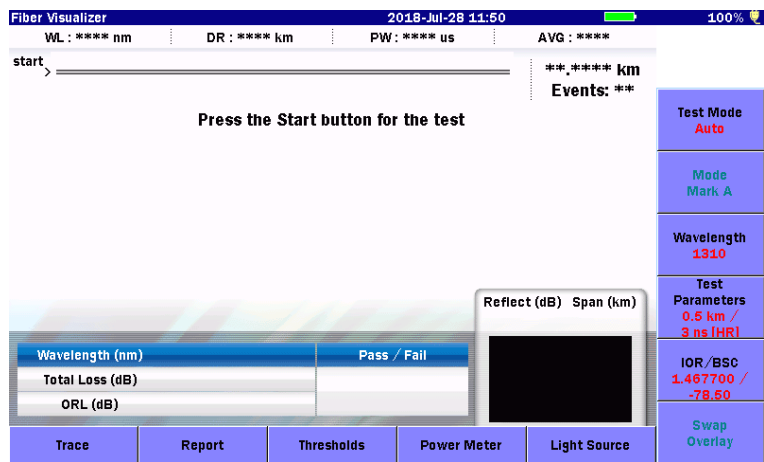 Fiber Visualizer 2018-Jul-28 11:50 100%
WL : **** nm DR : **** km PW : **** us AVG : ****
start
**.**** km
Events: **
Press the Start button for the test
Test Mode
Auto
Mode
Mark A
Wavelength
1310
Test
Parameters
0.5 km /
3 ns [HR]
IOR/BSC
1.467700 /
-78.50
Swap
Overlay
Reflect (dB) Span (km)
Wavelength (nm) Pass / Fail
Total Loss (dB)
ORL (dB)
Trace Report Thresholds Power Meter Light Source